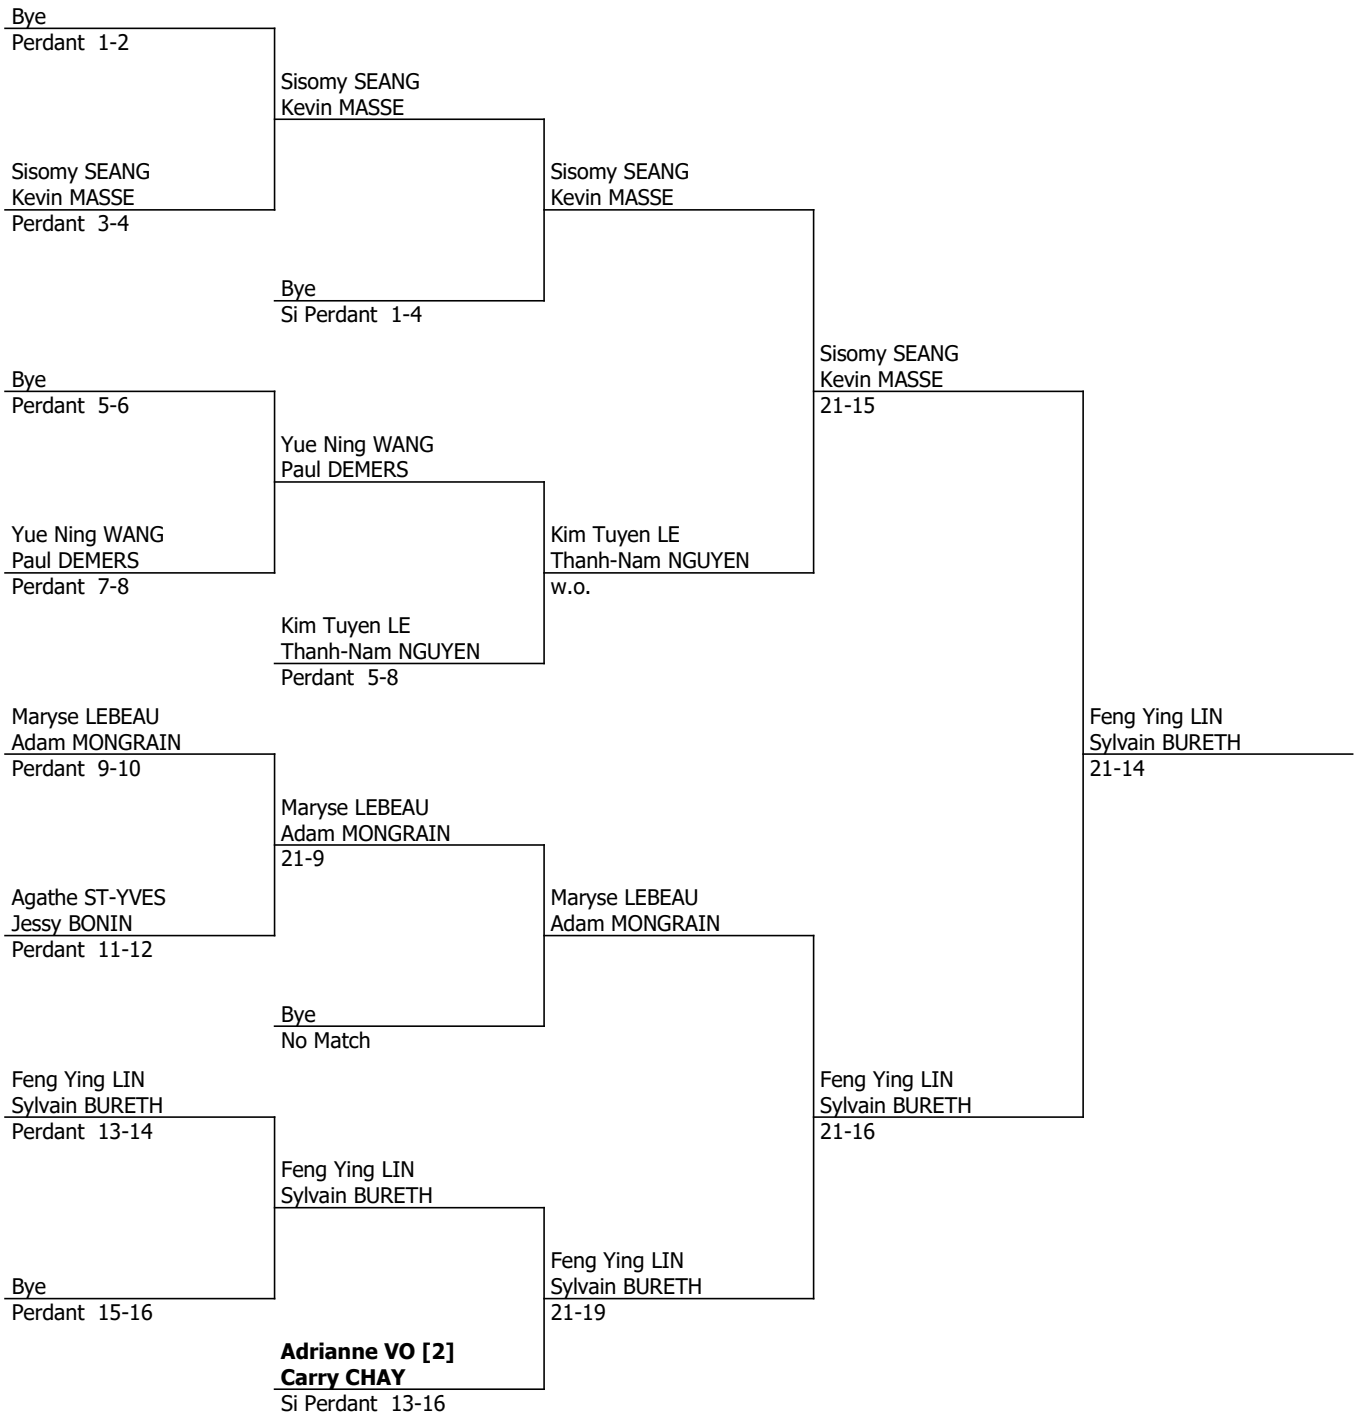 Bye
Perdant 1-2
Sisomy SEANG
Kevin MASSE
Sisomy SEANG
Kevin MASSE
Perdant 3-4
Sisomy SEANG
Kevin MASSE
Bye
Si Perdant 1-4
Sisomy SEANG
Kevin MASSE
21-15
Bye
Perdant 5-6
Yue Ning WANG
Paul DEMERS
Yue Ning WANG
Paul DEMERS
Perdant 7-8
Kim Tuyen LE
Thanh-Nam NGUYEN
w.o.
Kim Tuyen LE
Thanh-Nam NGUYEN
Perdant 5-8
Maryse LEBEAU
Adam MONGRAIN
Perdant 9-10
Feng Ying LIN
Sylvain BURETH
21-14
Maryse LEBEAU
Adam MONGRAIN
21-9
Agathe ST-YVES
Jessy BONIN
Perdant 11-12
Maryse LEBEAU
Adam MONGRAIN
Bye
No Match
Feng Ying LIN
Sylvain BURETH
Perdant 13-14
Feng Ying LIN
Sylvain BURETH
21-16
Feng Ying LIN
Sylvain BURETH
Bye
Perdant 15-16
Feng Ying LIN
Sylvain BURETH
21-19
Adrianne VO [2]
Carry CHAY
Si Perdant 13-16